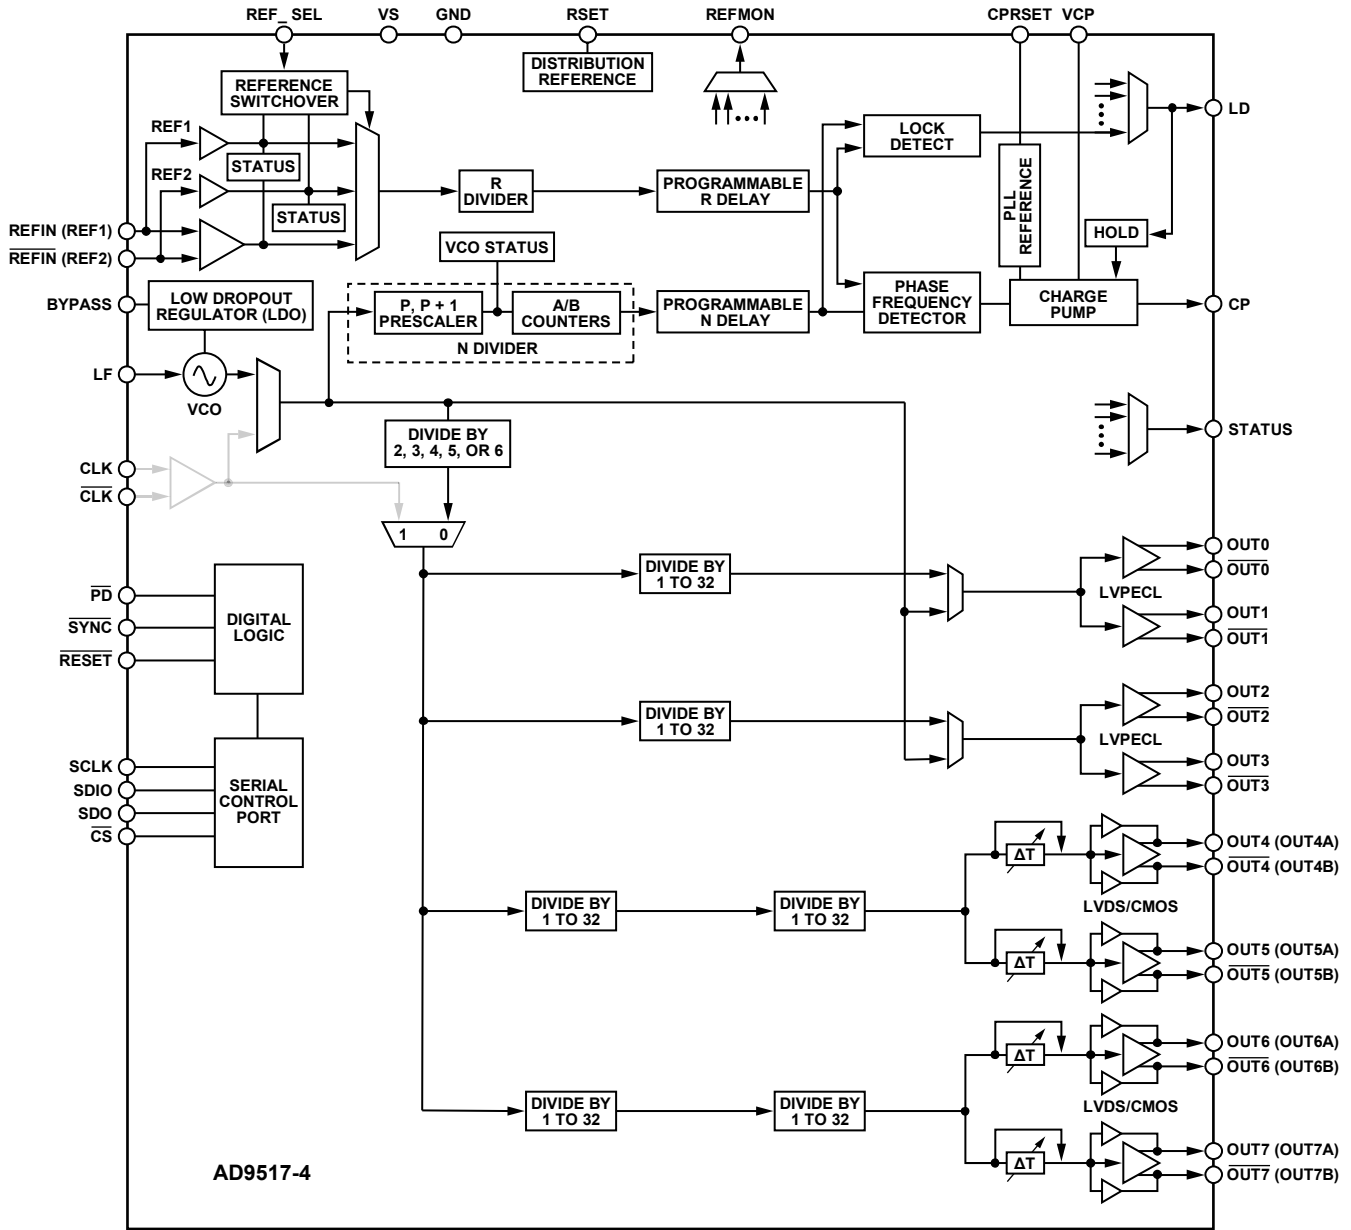 REF_SEL VS GND RSET REFMON CPRSET VCP
DISTRIBUTION
REFERENCE
REFERENCE
SWITCHOVER
REF1
STATUS
REF2
STATUS
R
DIVIDER
PROGRAMMABLE
R DELAY
LOCK
DETECT
LD
PLL
REFERENCE
HOLD
REFIN (REF1)
REFIN (REF2)
VCO STATUS
BYPASS
LOW DROPOUT
REGULATOR (LDO)
P, P + 1
PRESCALER
A/B
COUNTERS
N DIVIDER
PROGRAMMABLE
N DELAY
PHASE
FREQUENCY
DETECTOR
CHARGE
PUMP
CP
LF
VCO
DIVIDE BY
2, 3, 4, 5, OR 6
STATUS
CLK
CLK
1 0
DIVIDE BY
1 TO 32
LVPECL
OUT0
OUT0
OUT1
OUT1
PD
SYNC
RESET
DIGITAL
LOGIC
DIVIDE BY
1 TO 32
LVPECL
OUT2
OUT2
OUT3
OUT3
SCLK
SDIO
SDO
CS
SERIAL
CONTROL
PORT
DIVIDE BY
1 TO 32
DIVIDE BY
1 TO 32
ΔT
OUT4 (OUT4A)
OUT4 (OUT4B)
LVDS/CMOS
ΔT
OUT5 (OUT5A)
OUT5 (OUT5B)
DIVIDE BY
1 TO 32
DIVIDE BY
1 TO 32
ΔT
OUT6 (OUT6A)
OUT6 (OUT6B)
LVDS/CMOS
ΔT
OUT7 (OUT7A)
OUT7 (OUT7B)
AD9517-4